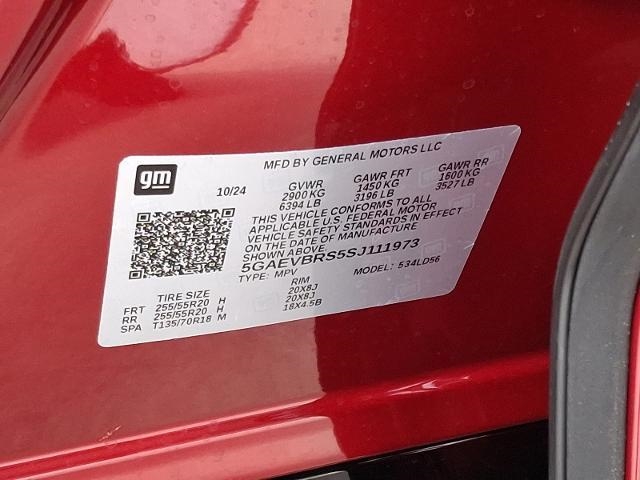 gm
MFD BY GENERAL MOTORS LLC
10/24
GVWR GAWR FRT GAWR RR
2900 KG 1450 KG 1600 KG
6394 LB 3196 LB 3527 LB
THIS VEHICLE CONFORMS TO ALL
APPLICABLE U.S. FEDERAL MOTOR
VEHICLE SAFETY STANDARDS IN EFFECT
ON THE DATE OF MANUFACTURE
SHOWN ABOVE
5GAEVBRS5SJ111973
TYPE: MPV MODEL: 534LD56
TIRE SIZE RIM
FRT 255/55R20 H 20X8J
RR 255/55R20 H 20X8J
SPA T135/70R18 M 18X4.5B